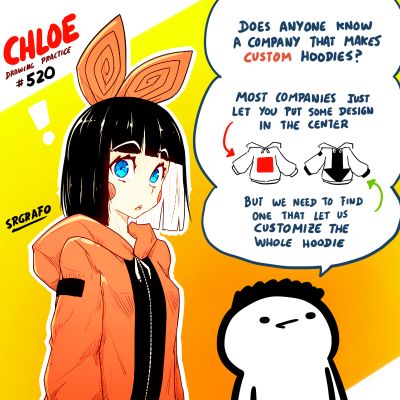 CHLOE
DRAWING PRACTICE
#520
!
SRGRAFO
DOES ANYONE KNOW
A COMPANY THAT MAKES
CUSTOM HOODIES?
MOST COMPANIES JUST
LET YOU PUT SOME DESIGN
IN THE CENTER
BUT WE NEED TO FIND
ONE THAT LET US
CUSTOMIZE THE
WHOLE HOODIE